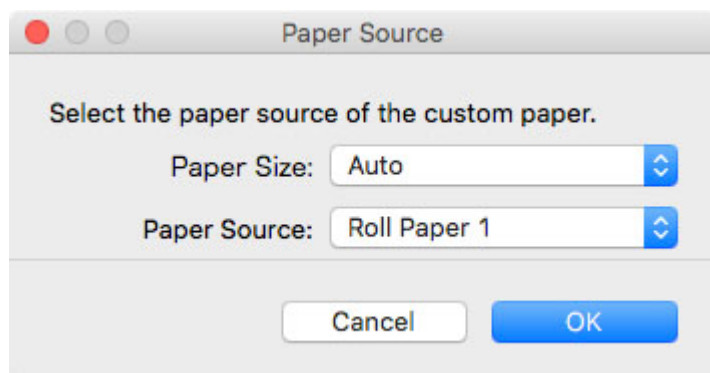 Paper Source
Select the paper source of the custom paper.
Paper Size: Auto
Paper Source: Roll Paper 1
Cancel OK